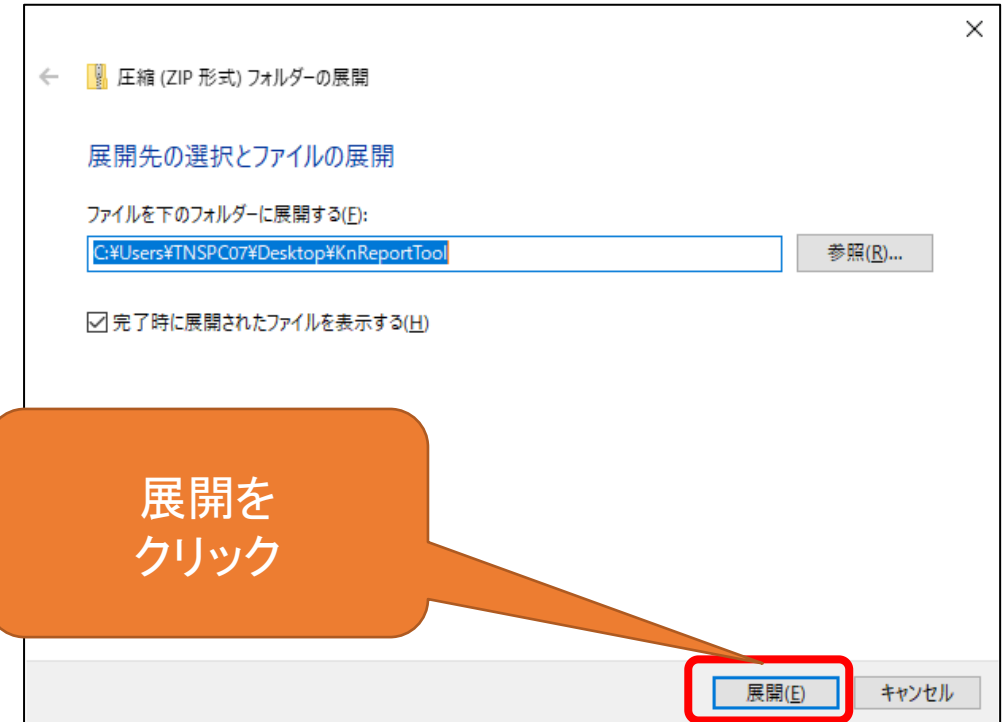 圧縮 (ZIP 形式) フォルダーの展開
展開先の選択とファイルの展開
ファイルを下のフォルダーに展開する(F):
C:¥Users¥TNSPC07¥Desktop¥KnReportTool
参照(R)...
完了時に展開されたファイルを表示する(H)
展開を
クリック
展開(E)
キャンセル